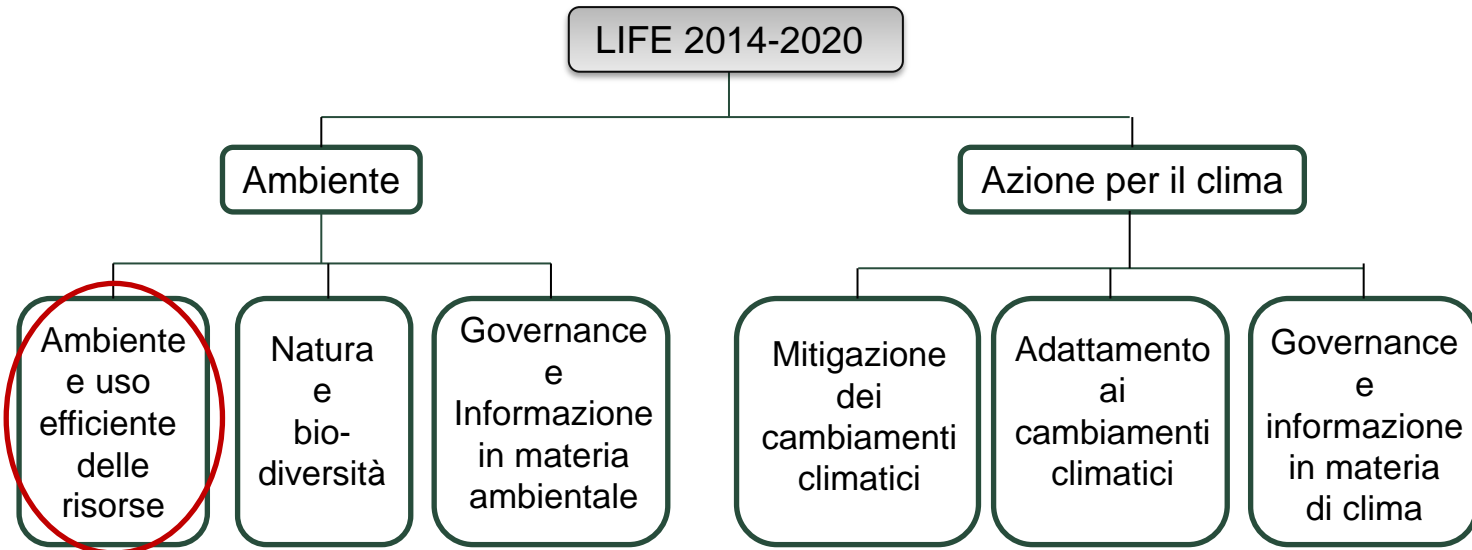 LIFE 2014-2020
Ambiente
Azione per il clima
Ambiente
e uso
efficiente
delle
risorse
Natura
e
bio-
diversità
Governance
e
Informazione
in materia
ambientale
Mitigazione
dei
cambiamenti
climatici
Adattamento
ai
cambiamenti
climatici
Governance
e
informazione
in materia
di clima